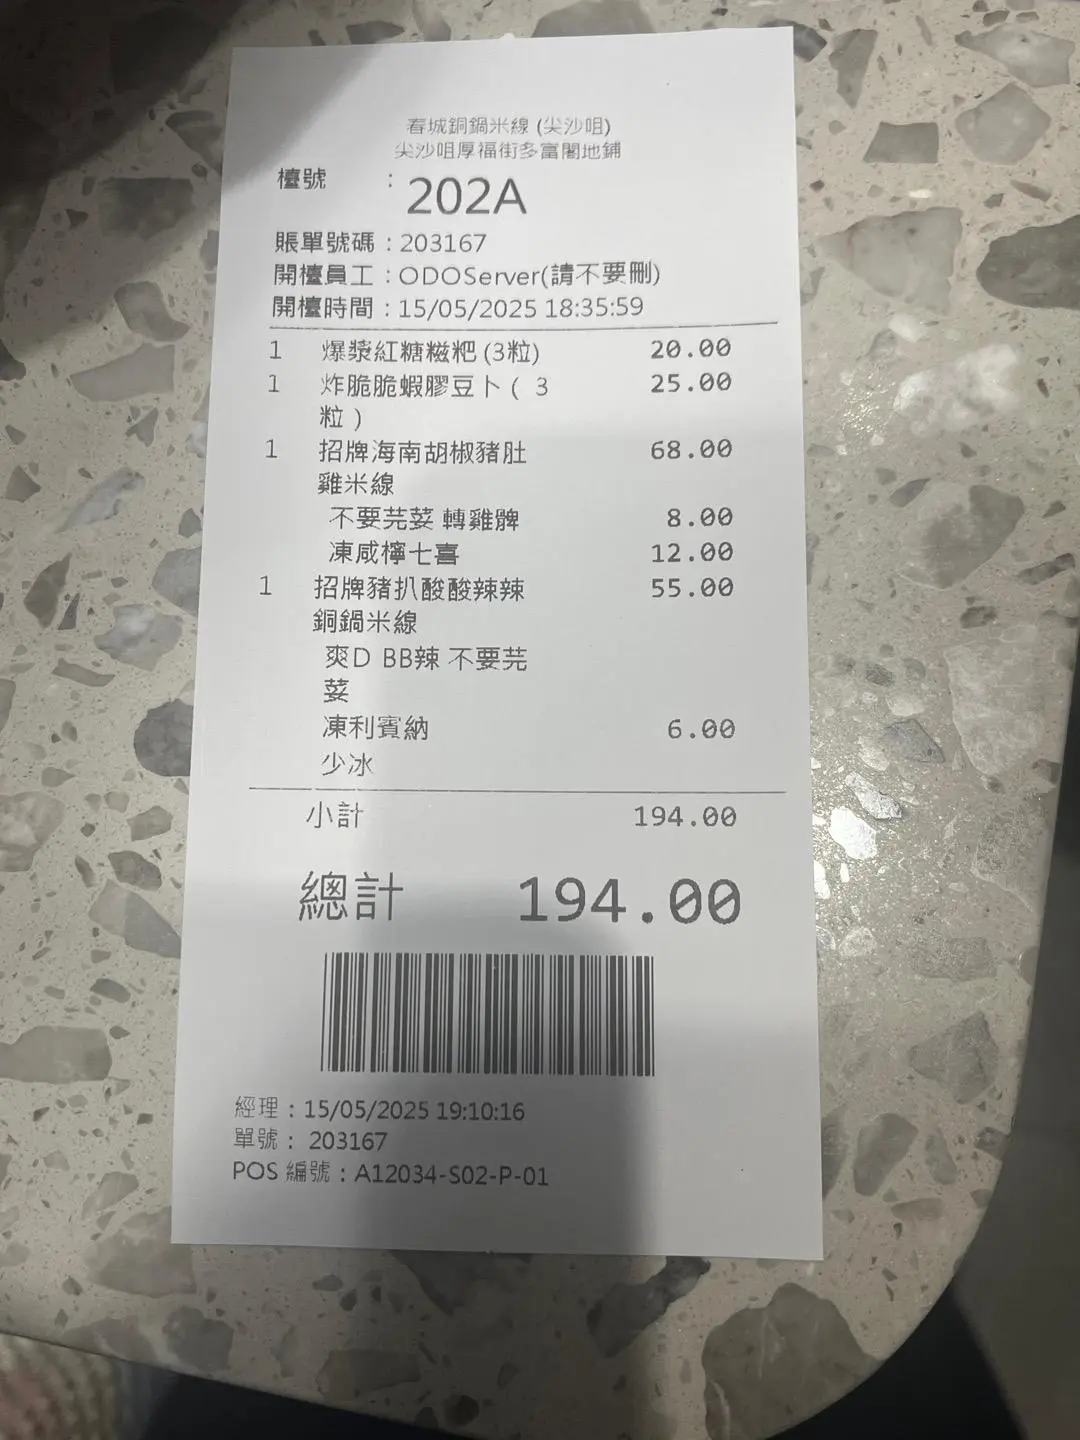 春城銅鍋米線 (尖沙咀)
尖沙咀厚福街多富閣地鋪
檯號 : 202A
賬單號碼 : 203167
開檯員工 : ODOServer(請不要刪)
開檯時間 : 15/05/2025 18:35:59
1 爆漿紅糖糍粑 (3粒) 20.00
1 炸脆脆蝦膠豆卜 ( 3 25.00
粒 )
1 招牌海南胡椒豬肚 68.00
雞米線
不要芫荽 轉雞髀 8.00
凍咸檸七喜 12.00
1 招牌豬扒酸酸辣辣 55.00
銅鍋米線
爽D BB辣 不要芫
荽
凍利賓納 6.00
少冰
小計 194.00
總計 194.00
經理 : 15/05/2025 19:10:16
單號 : 203167
POS 編號 : A12034-S02-P-01